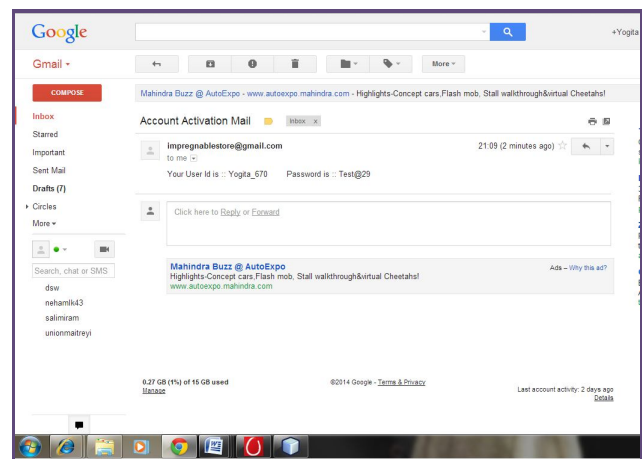 Google
+Yogita
Gmail
More
COMPOSE
Mahindra Buzz @ AutoExpo - www.autoexpo.mahindra.com - Highlights-Concept cars,Flash mob, Stall walkthrough&virtual Cheetahs!
Inbox
Starred
Important
Sent Mail
Drafts (7)
Circles
More
Account Activation Mail
Inbox x
impregnablestore@gmail.com
21:09 (2 minutes ago)
to me
Your User Id is :: Yogita_670 Password is :: Test@29
Click here to Reply or Forward
Search, chat or SMS
dsw
nehamlk43
salimiram
unionmaitreyi
Mahindra Buzz @ AutoExpo
Ads – Why this ad?
Highlights-Concept cars,Flash mob, Stall walkthrough&virtual Cheetahs!
www.autoexpo.mahindra.com
0.27 GB (1%) of 15 GB used
Manage
©2014 Google - Terms & Privacy
Last account activity: 2 days ago
Details